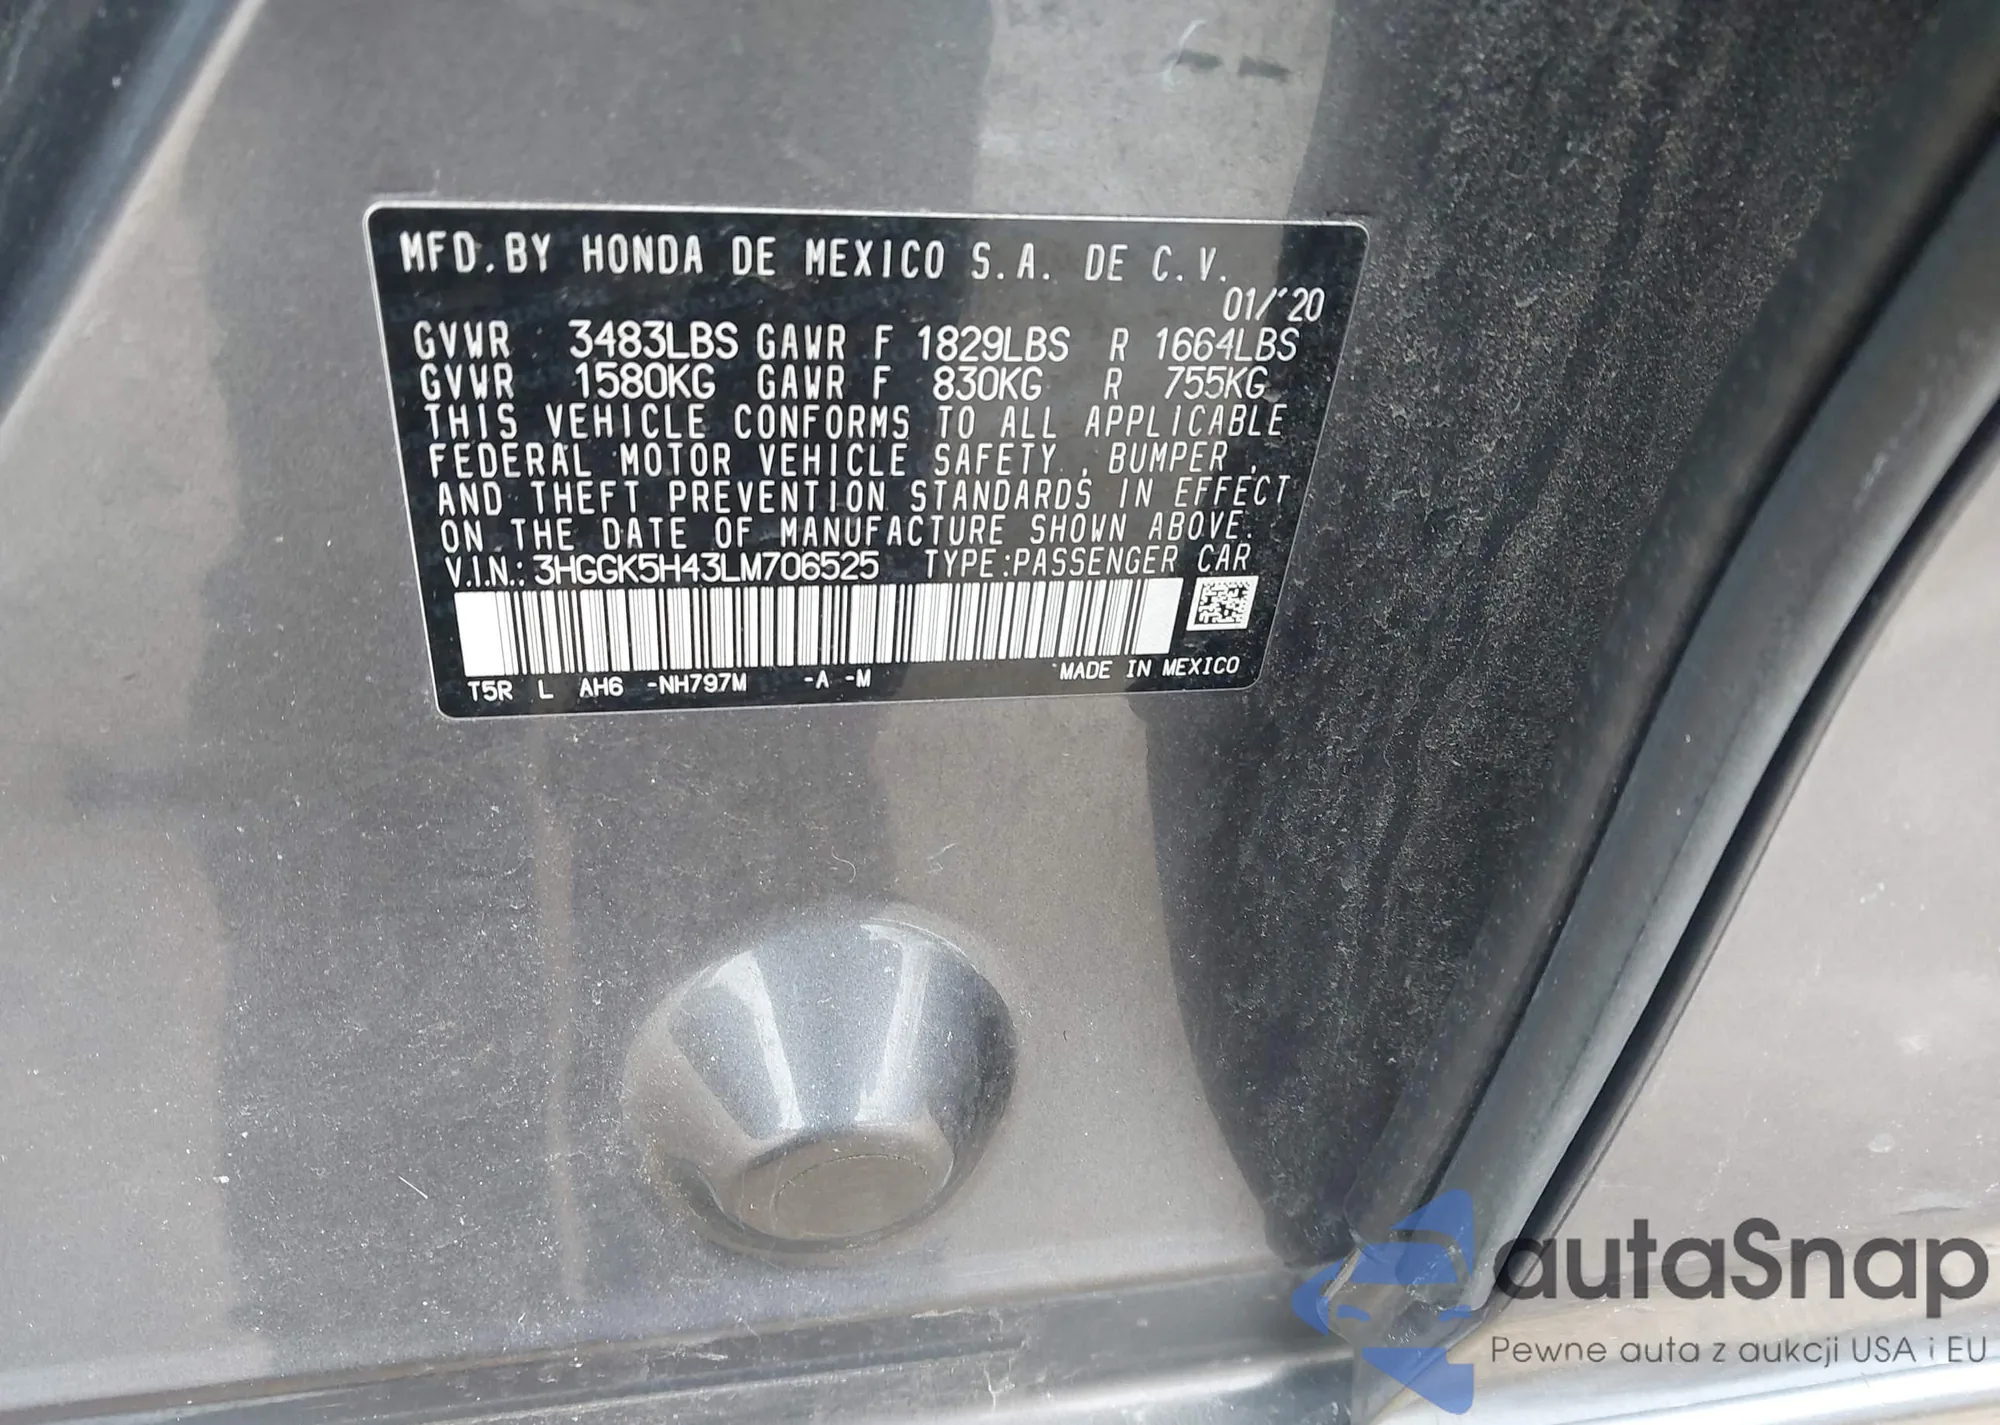 MFD. BY HONDA DE MEXICO S.A. DE C.V.
01/'20
GVWR 3483LBS GAWR F 1829LBS R 1664LBS
GVWR 1580KG GAWR F 830KG R 755KG
THIS VEHICLE CONFORMS TO ALL APPLICABLE
FEDERAL MOTOR VEHICLE SAFETY, BUMPER,
AND THEFT PREVENTION STANDARDS IN EFFECT
ON THE DATE OF MANUFACTURE SHOWN ABOVE.
V.I.N.: 3HGGK5H43LM706525 TYPE:PASSENGER CAR
T5R L AH6 -NH797M -A -M MADE IN MEXICO
autoSnap
Pewne auta z aukcji USA i EU